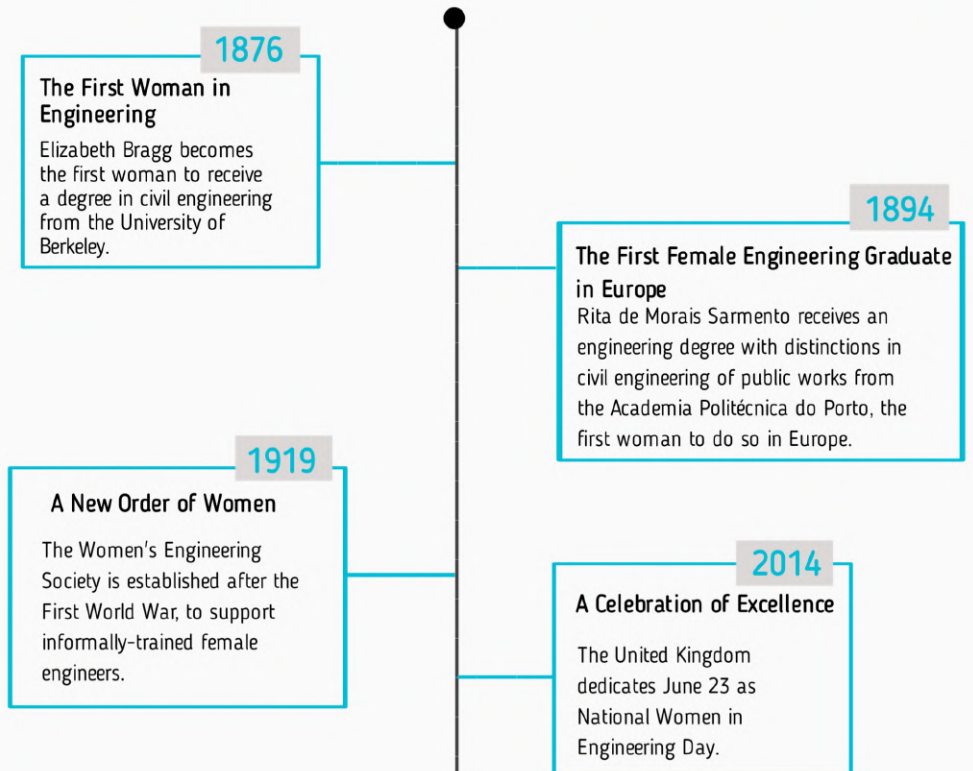 1876
The First Woman in
Engineering
Elizabeth Bragg becomes
the first woman to receive
a degree in civil engineering
from the University of
Berkeley.
1894
The First Female Engineering Graduate
in Europe
Rita de Morais Sarmento receives an
engineering degree with distinctions in
civil engineering of public works from
the Academia Politécnica do Porto, the
first woman to do so in Europe.
1919
A New Order of Women
The Women's Engineering
Society is established after the
First World War, to support
informally-trained female
engineers.
2014
A Celebration of Excellence
The United Kingdom
dedicates June 23 as
National Women in
Engineering Day.